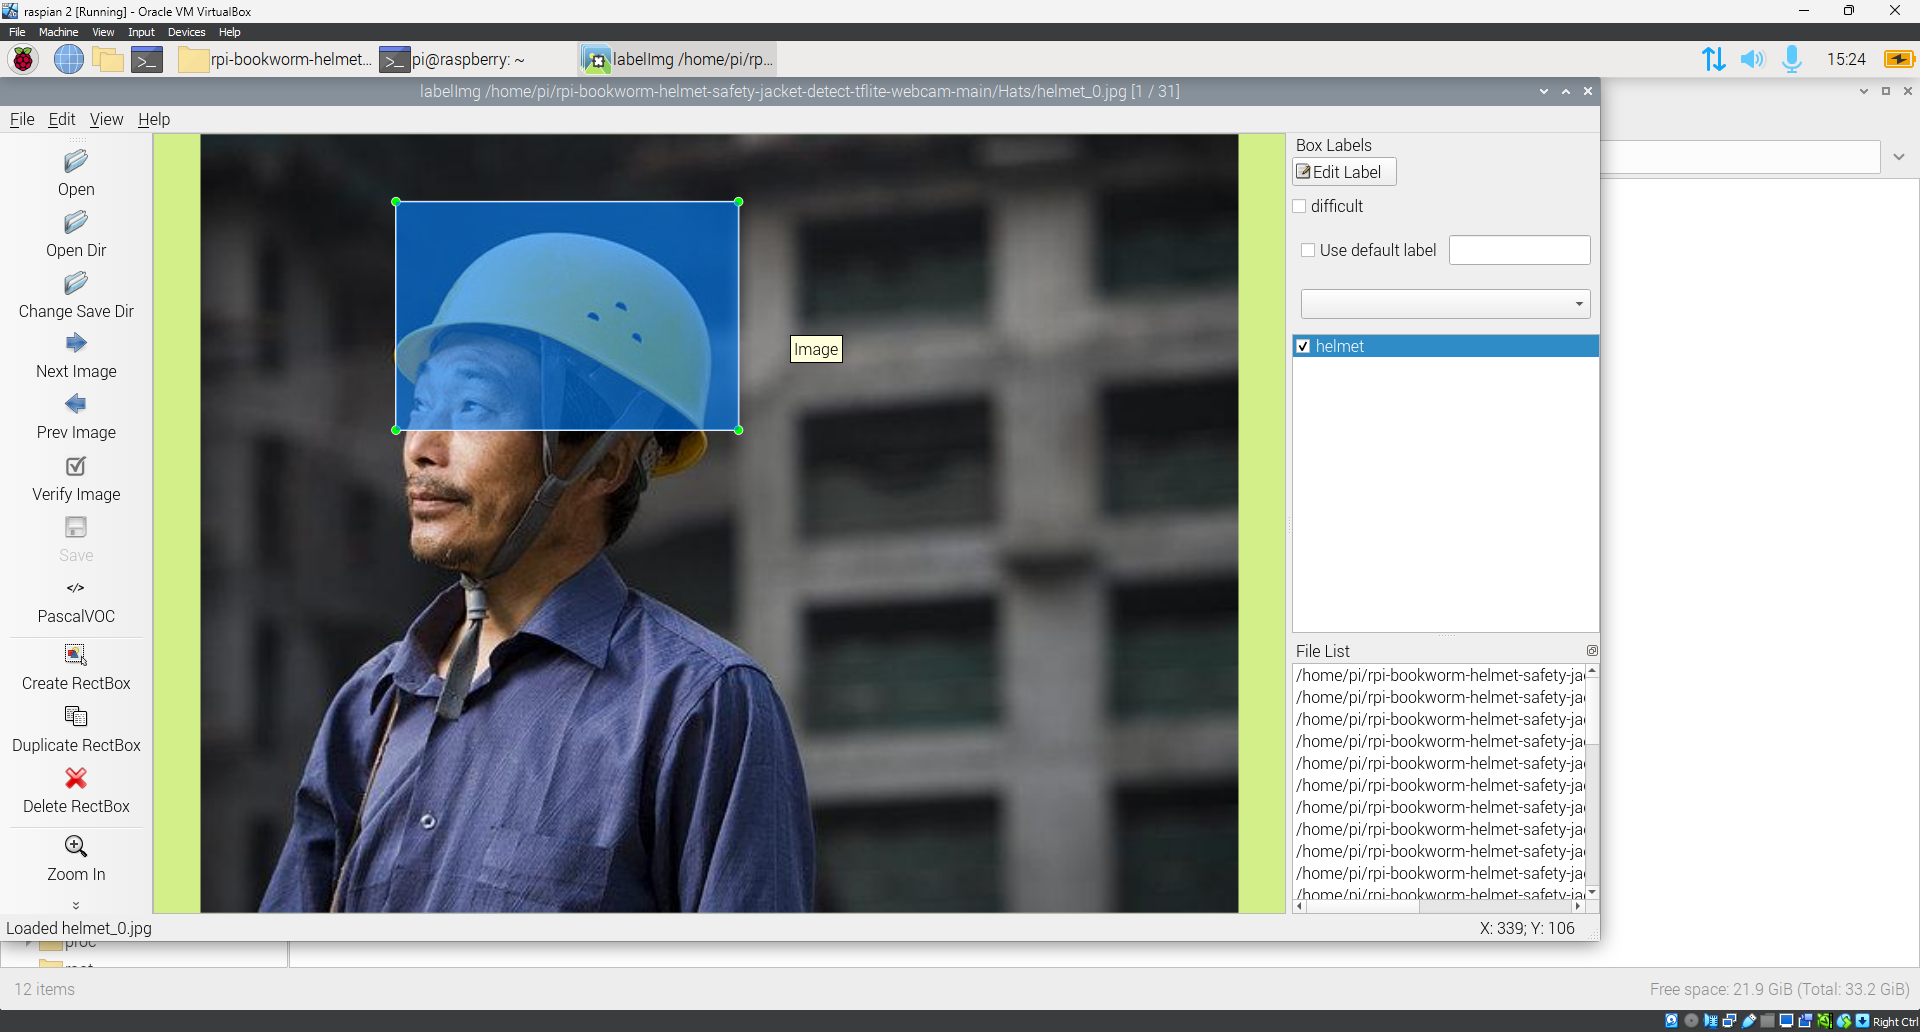 raspian 2 [Running] - Oracle VM VirtualBox
File Machine View Input Devices Help
rpi-bookworm-helmet... pi@raspberry: ~ labelImg /home/pi/rp... 15:24
labelImg /home/pi/rpi-bookworm-helmet-safety-jacket-detect-tflite-webcam-main/Hats/helmet_0.jpg [1 / 31]
File Edit View Help
Open
Open Dir
Change Save Dir
Next Image
Prev Image
Verify Image
Save
</>
PascalVOC
Create RectBox
Duplicate RectBox
Delete RectBox
Zoom In
Image
Box Labels
Edit Label
difficult
Use default label
helmet
File List
/home/pi/rpi-bookworm-helmet-safety-ja
/home/pi/rpi-bookworm-helmet-safety-ja
/home/pi/rpi-bookworm-helmet-safety-ja
/home/pi/rpi-bookworm-helmet-safety-ja
/home/pi/rpi-bookworm-helmet-safety-ja
/home/pi/rpi-bookworm-helmet-safety-ja
/home/pi/rpi-bookworm-helmet-safety-ja
/home/pi/rpi-bookworm-helmet-safety-ja
/home/pi/rpi-bookworm-helmet-safety-ja
/home/pi/rpi-bookworm-helmet-safety-ja
/home/pi/rpi-bookworm-helmet-safety-ja
Loaded helmet_0.jpg X: 339; Y: 106
proc
12 items Free space: 21.9 GiB (Total: 33.2 GiB)
Right Ctrl